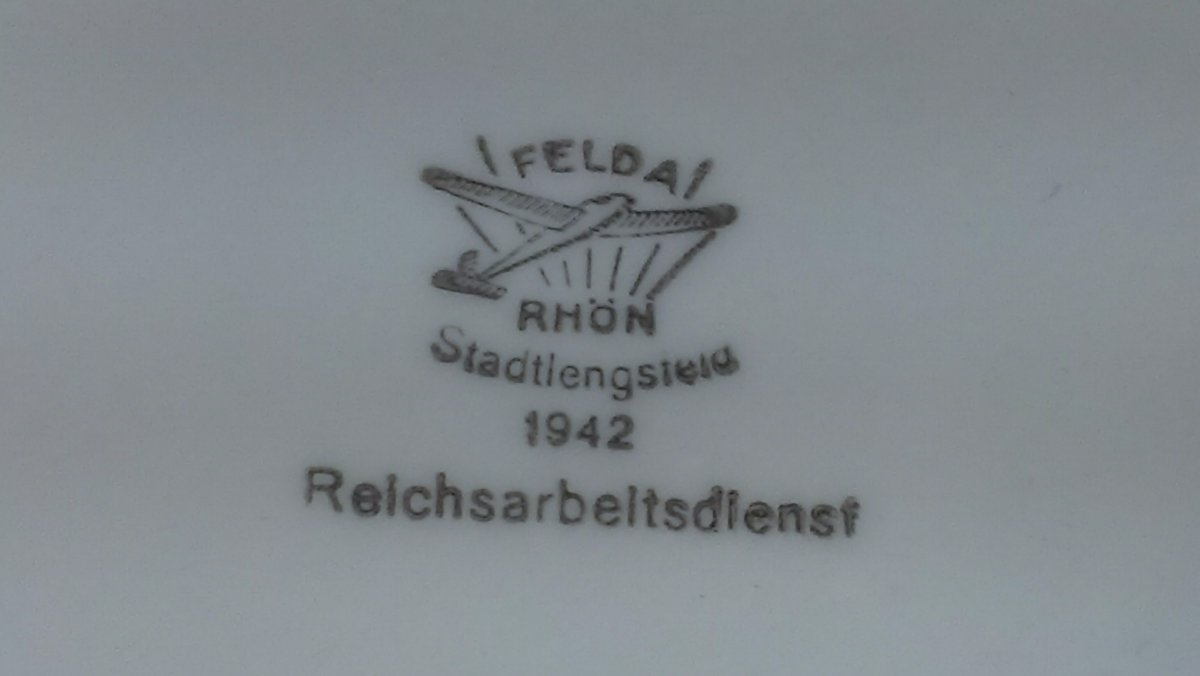 FELDA
RHÖN
Stadtlengsfeld
1942
Reichsarbeitsdienst